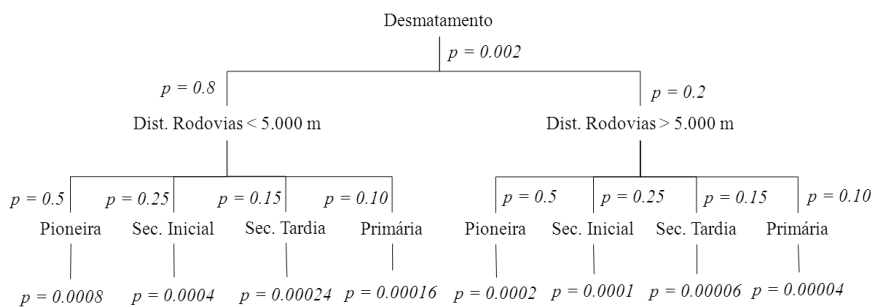 Desmatamento
p = 0.002
p = 0.8
p = 0.2
Dist. Rodovias < 5.000 m
Dist. Rodovias > 5.000 m
p = 0.5 p = 0.25 p = 0.15 p = 0.10 p = 0.5 p = 0.25 p = 0.15 p = 0.10
Pioneira Sec. Inicial Sec. Tardia Primária Pioneira Sec. Inicial Sec. Tardia Primária
p = 0.0008 p = 0.0004 p = 0.00024 p = 0.00016 p = 0.0002 p = 0.0001 p = 0.00006 p = 0.00004